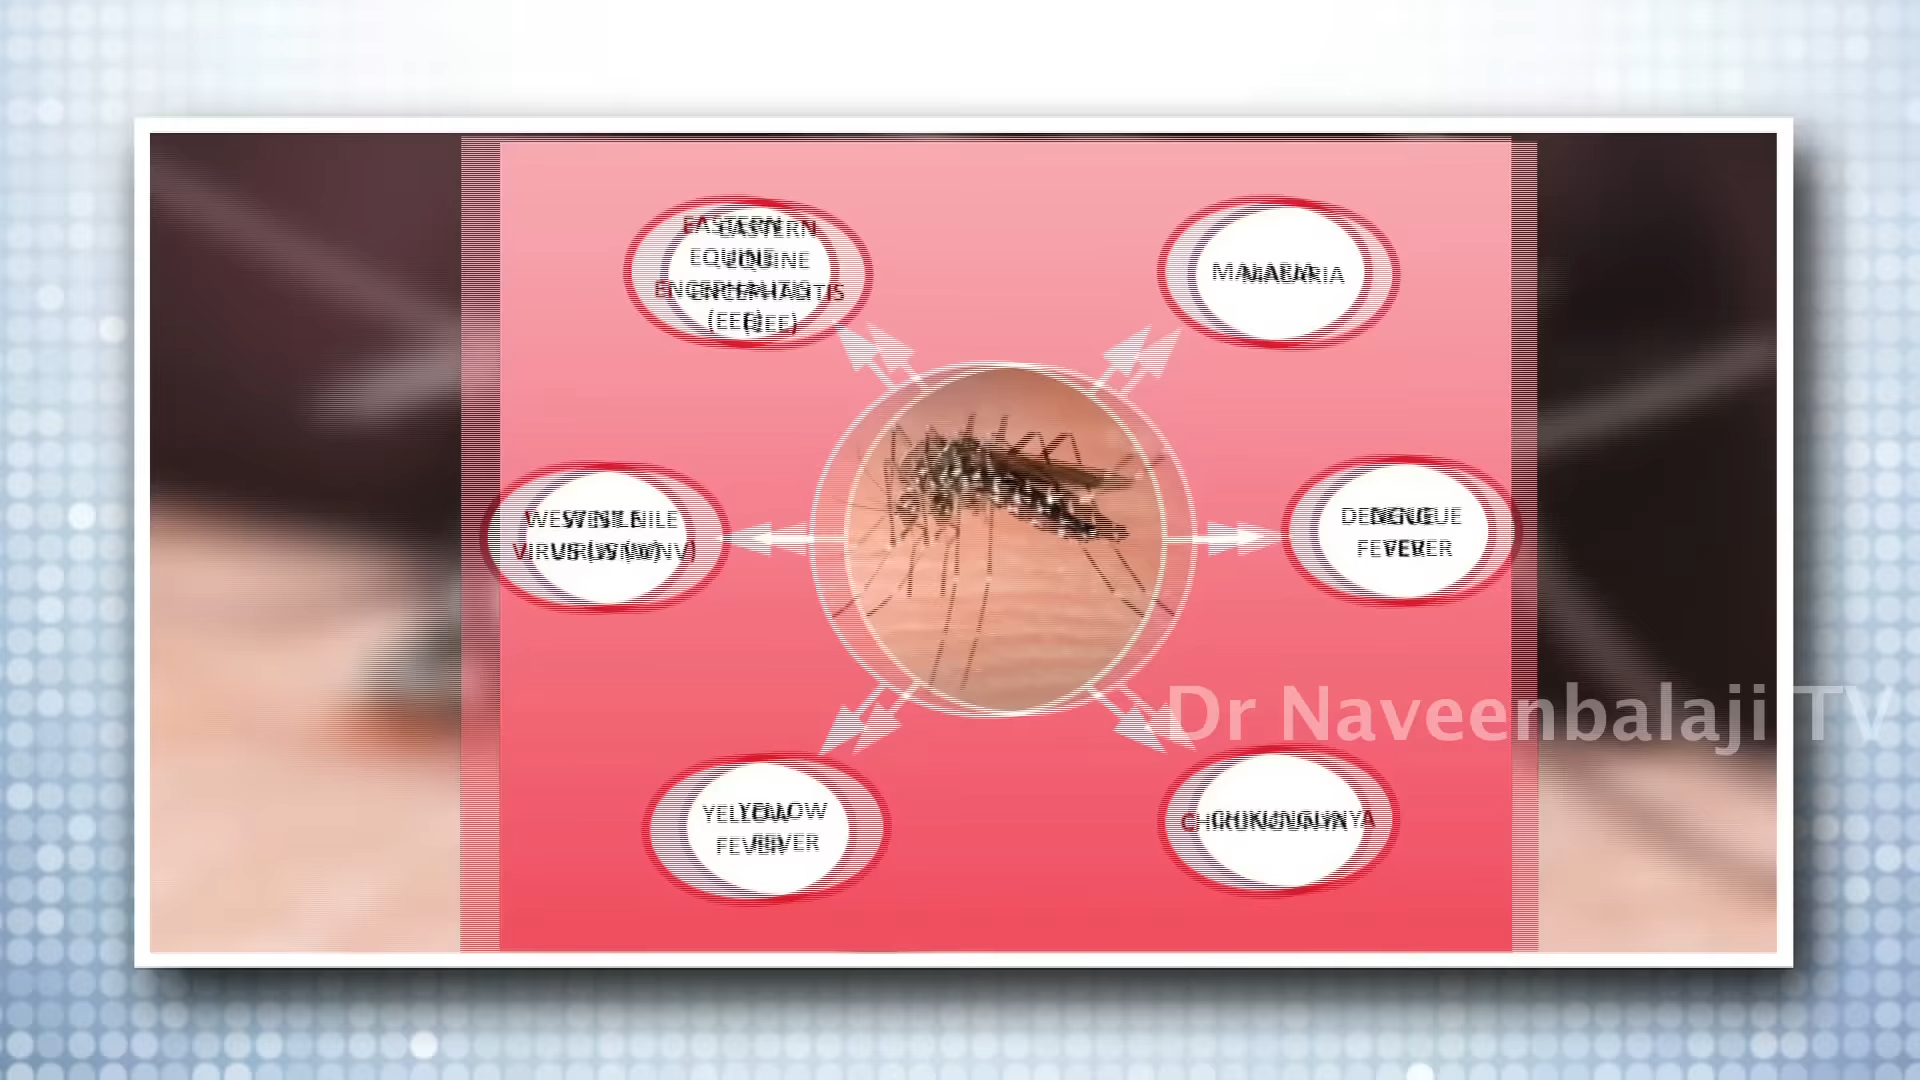 EASTERN
EQUINE
ENCEPHALITIS
(EEE)
MALARIA
WEST NILE
VIRUS (WNV)
DENGUE
FEVER
Dr Naveenbalaji TV
YELLOW
FEVER
CHIKUNGUNYA